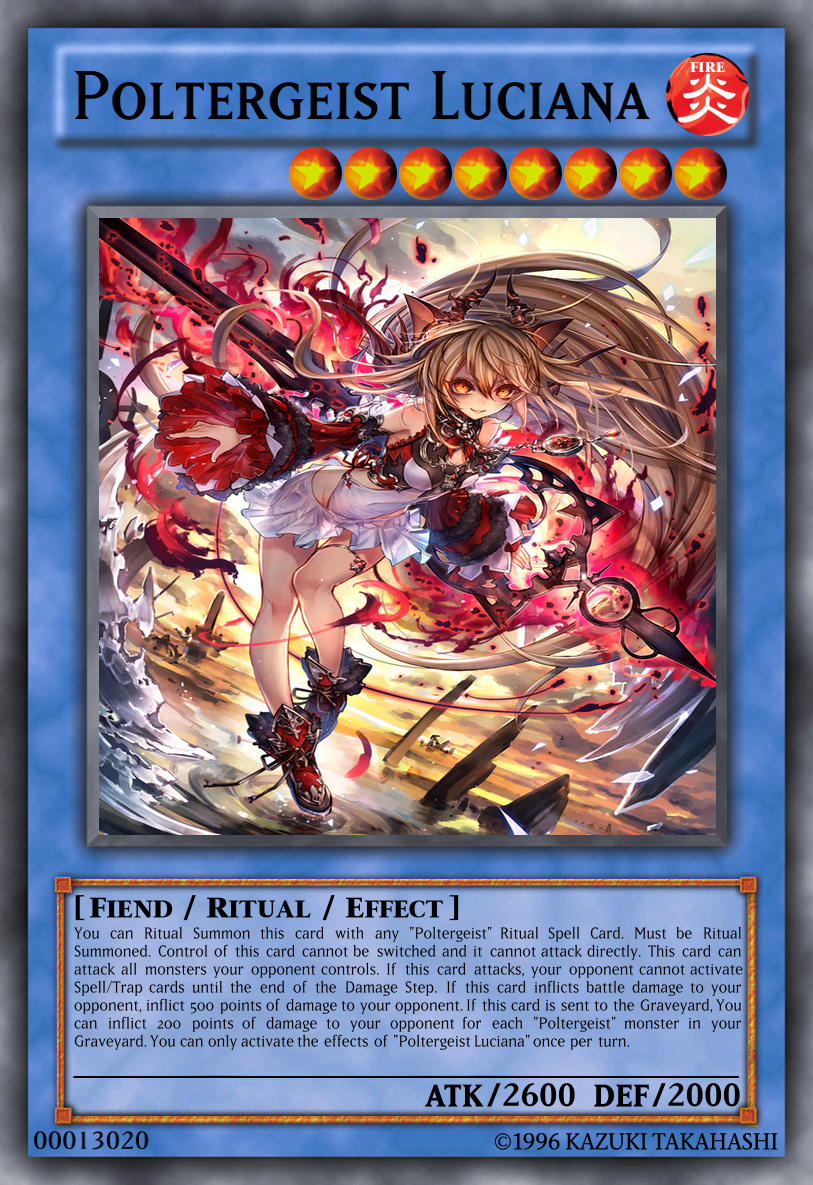 Poltergeist Luciana
FIRE
炎
[ Fiend / Ritual / Effect ]
You can Ritual Summon this card with any "Poltergeist" Ritual Spell Card. Must be Ritual
Summoned. Control of this card cannot be switched and it cannot attack directly. This card can
attack all monsters your opponent controls. If this card attacks, your opponent cannot activate
Spell/Trap cards until the end of the Damage Step. If this card inflicts battle damage to your
opponent, inflict 500 points of damage to your opponent. If this card is sent to the Graveyard, You
can inflict 200 points of damage to your opponent for each "Poltergeist" monster in your
Graveyard. You can only activate the effects of "Poltergeist Luciana" once per turn.
ATK/2600 DEF/2000
00013020
©1996 KAZUKI TAKAHASHI